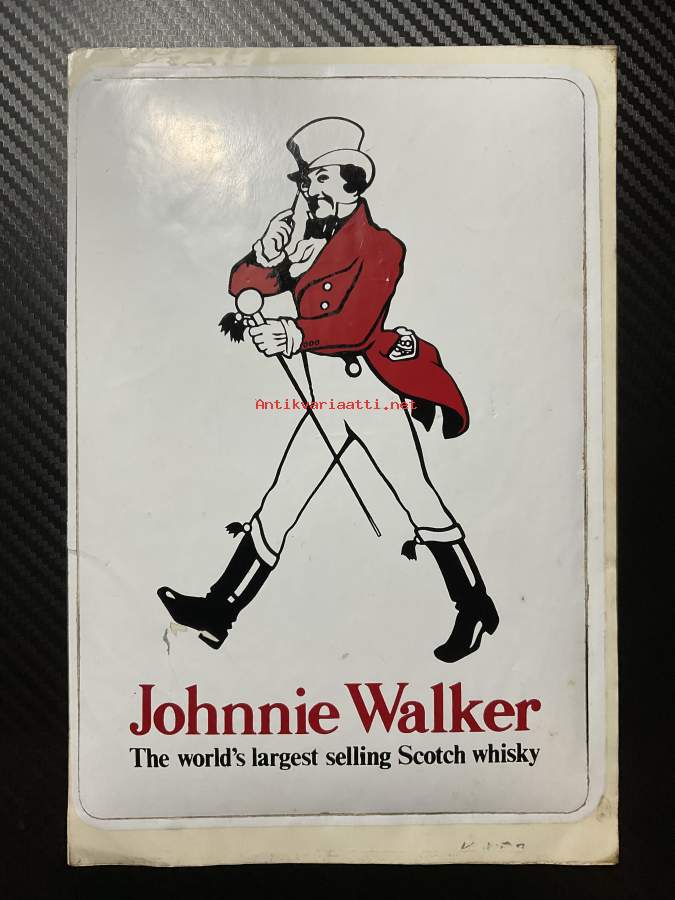 Antikvariaatti.net
Johnnie Walker
The world's largest selling Scotch whisky